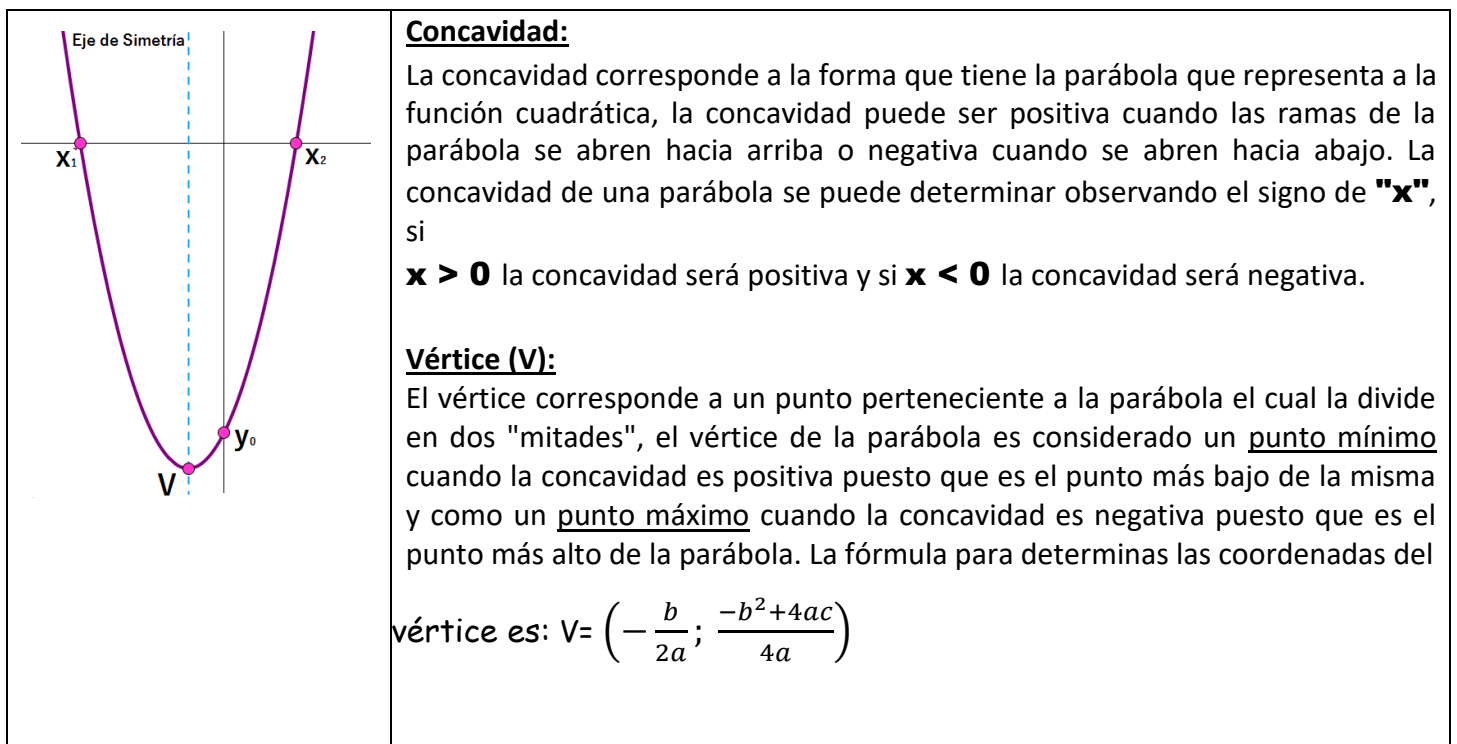 Eje de Simetría
X₁
X₂
y₀
V
Concavidad:
La concavidad corresponde a la forma que tiene la parábola que representa a la
función cuadrática, la concavidad puede ser positiva cuando las ramas de la
parábola se abren hacia arriba o negativa cuando se abren hacia abajo. La
concavidad de una parábola se puede determinar observando el signo de "x",
si
x > 0 la concavidad será positiva y si x < 0 la concavidad será negativa.
Vértice (V):
El vértice corresponde a un punto perteneciente a la parábola el cual la divide
en dos "mitades", el vértice de la parábola es considerado un punto mínimo
cuando la concavidad es positiva puesto que es el punto más bajo de la misma
y como un punto máximo cuando la concavidad es negativa puesto que es el
punto más alto de la parábola. La fórmula para determinas las coordenadas del
vértice es: V= (− b/2a ; −b²+4ac/4a)